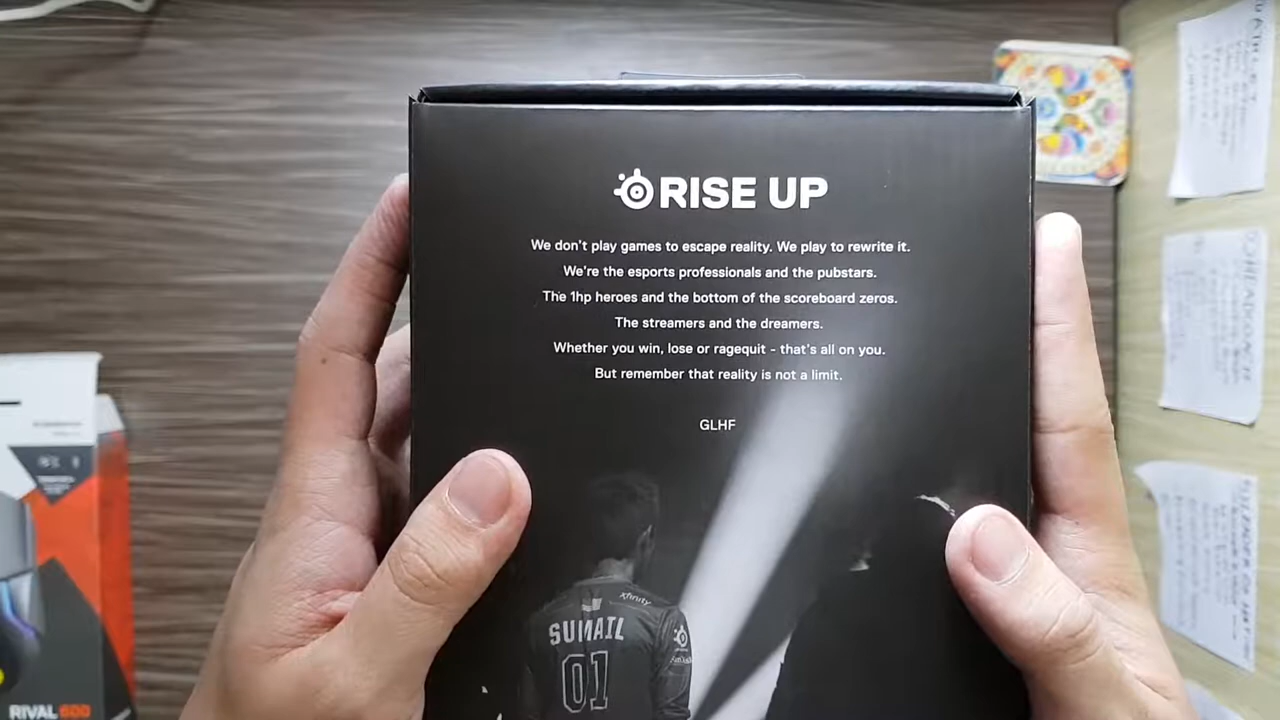 RISE UP
We don't play games to escape reality. We play to rewrite it.
We're the esports professionals and the pubstars.
The 1hp heroes and the bottom of the scoreboard zeros.
The streamers and the dreamers.
Whether you win, lose or ragequit - that's all on you.
But remember that reality is not a limit.
GLHF
xfinity
SUMAIL
01
RIVAL 600